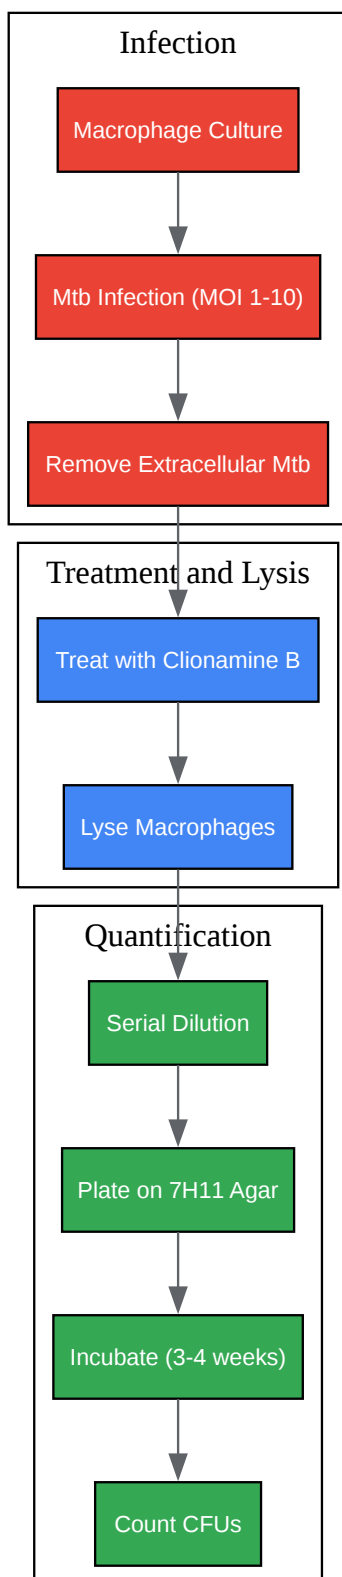 Infection
Macrophage Culture
Mtb Infection (MOI 1-10)
Remove Extracellular Mtb
Treatment and Lysis
Treat with Clionamine B
Lyse Macrophages
Quantification
Serial Dilution
Plate on 7H11 Agar
Incubate (3-4 weeks)
Count CFUs